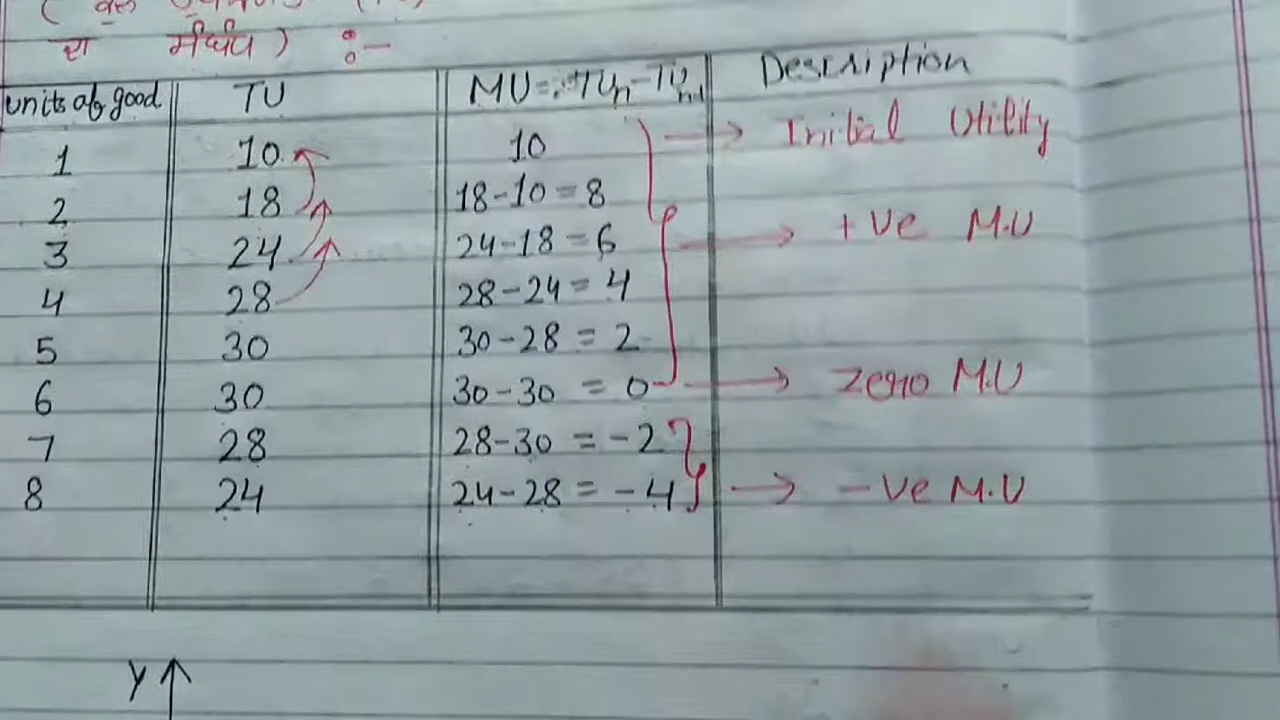 ਦਾ ਸੰਬੰਧ) :-
units of good TU MU = TUn - TUn-1 Description
1 10 10 → Initial Utility
2 18 18-10 = 8
3 24 24-18 = 6 → +ve M.U
4 28 28-24 = 4
5 30 30-28 = 2
6 30 30-30 = 0 → Zero M.U
7 28 28-30 = -2
8 24 24-28 = -4 → -ve M.U
Y